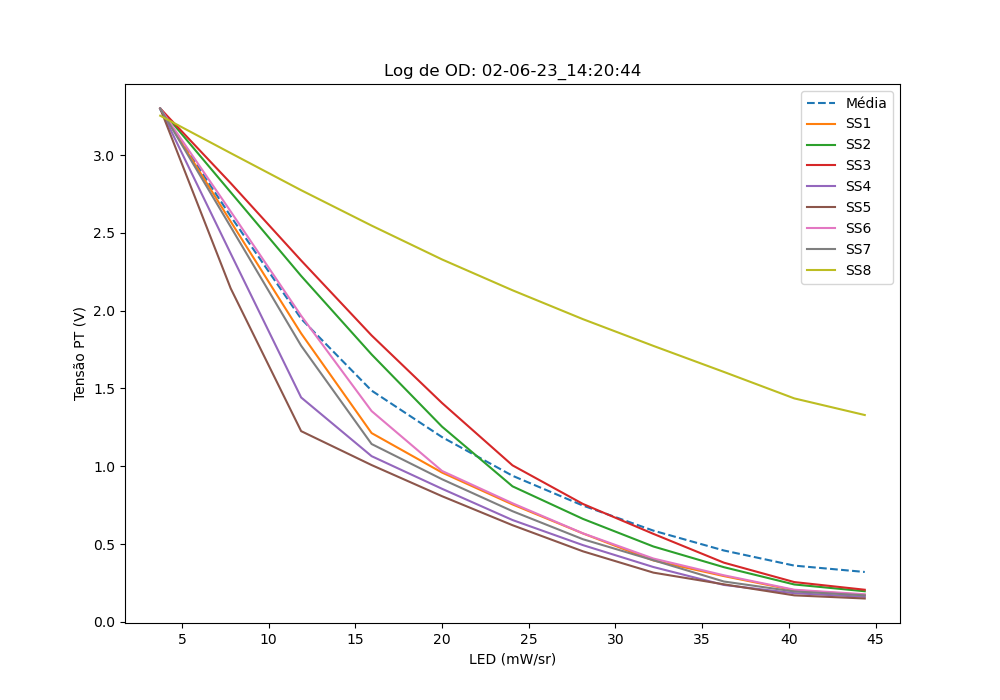 Log de OD: 02-06-23_14:20:44
Média
SS1
SS2
SS3
SS4
SS5
SS6
SS7
SS8
Tensão PT (V)
3.0
2.5
2.0
1.5
1.0
0.5
0.0
5 10 15 20 25 30 35 40 45
LED (mW/sr)